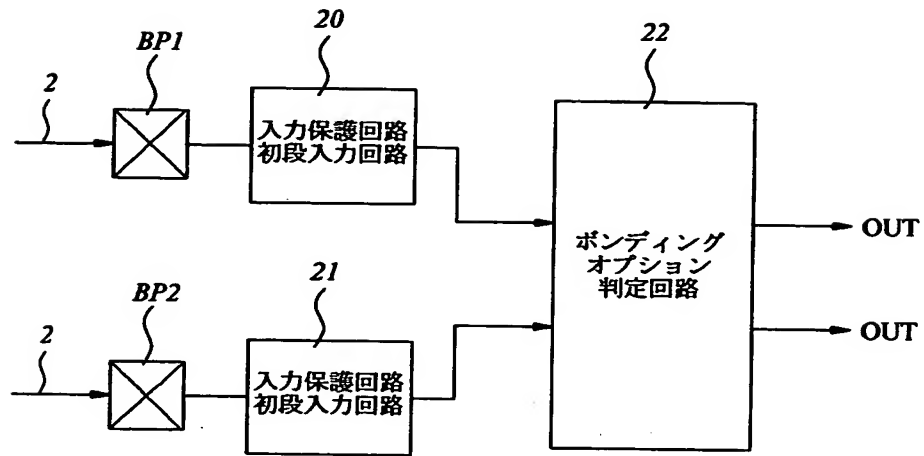 BP1
20
22
2
入力保護回路
初段入力回路
OUT
ボンディング
オプション
判定回路
BP2
21
2
入力保護回路
初段入力回路
OUT